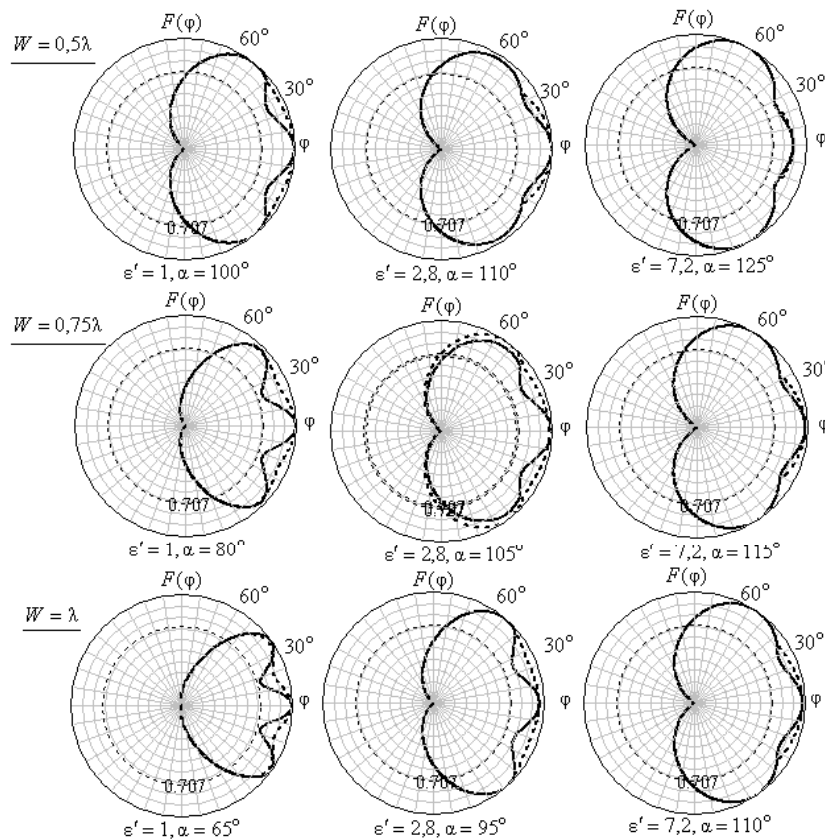 W = 0,5λ
F(φ) 60° 30° φ 0.707
F(φ) 60° 30° φ 0.707
F(φ) 60° 30° φ 0.707
ε' = 1, α = 100°
ε' = 2,8, α = 110°
ε' = 7,2, α = 125°
W = 0,75λ
F(φ) 60° 30° φ 0.707
F(φ) 60° 30° φ
F(φ) 60° 30° φ 0.707
ε' = 1, α = 80°
ε' = 2,8, α = 105°
ε' = 7,2, α = 115°
W = λ
F(φ) 60° 30° φ 0.707
F(φ) 60° 30° φ 0.707
F(φ) 60° 30° φ 0.707
ε' = 1, α = 65°
ε' = 2,8, α = 95°
ε' = 7,2, α = 110°